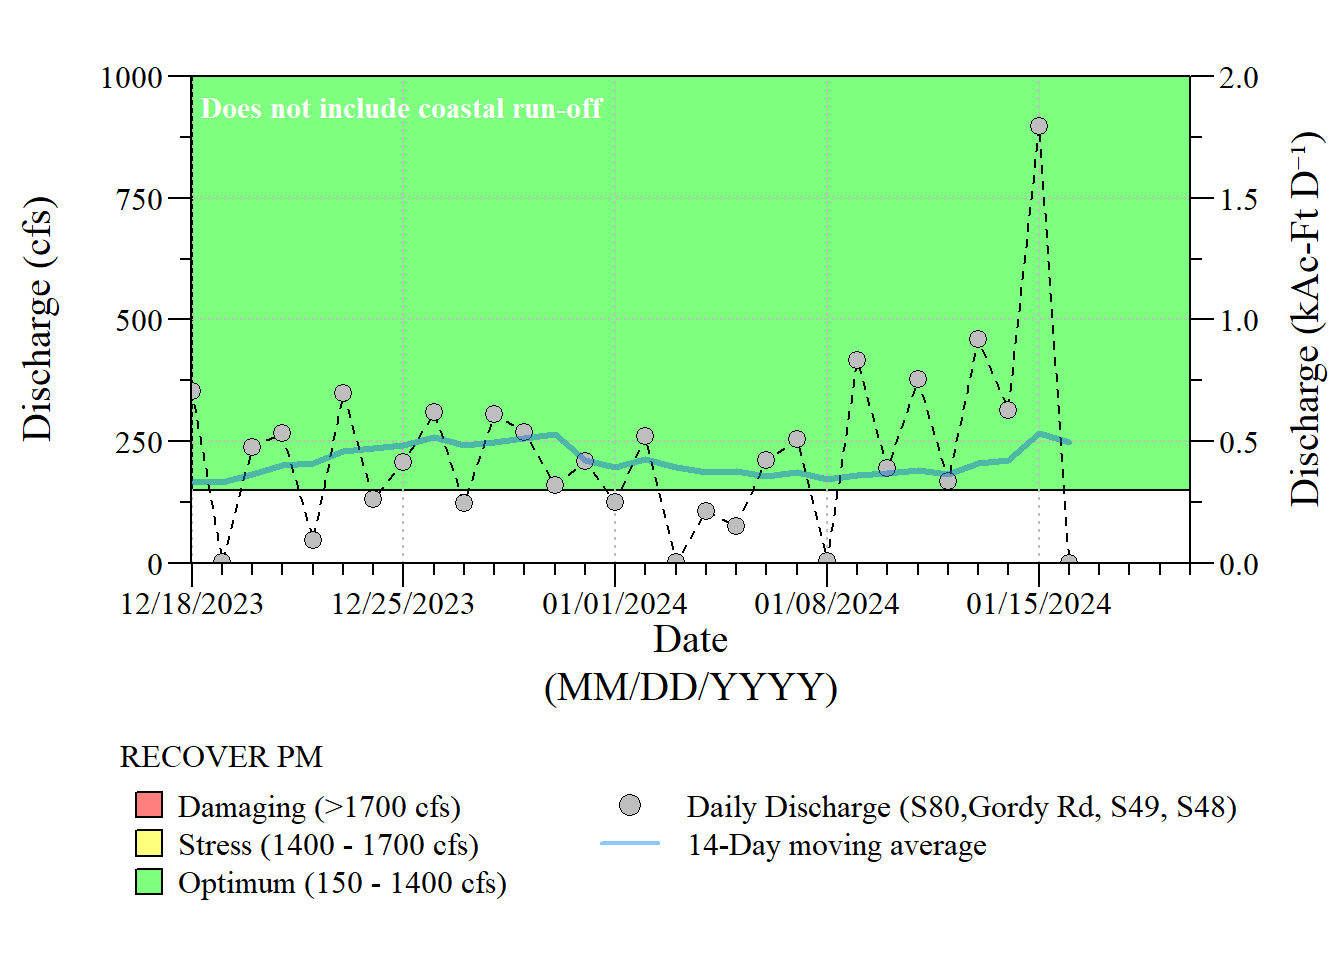 Does not include coastal run-off
1000
750
500
250
0
2.0
1.5
1.0
0.5
0.0
Discharge (cfs)
Discharge (kAc-Ft D⁻¹)
12/18/2023 12/25/2023 01/01/2024 01/08/2024 01/15/2024
Date
(MM/DD/YYYY)
RECOVER PM
Damaging (>1700 cfs)
Stress (1400 - 1700 cfs)
Optimum (150 - 1400 cfs)
Daily Discharge (S80,Gordy Rd, S49, S48)
14-Day moving average